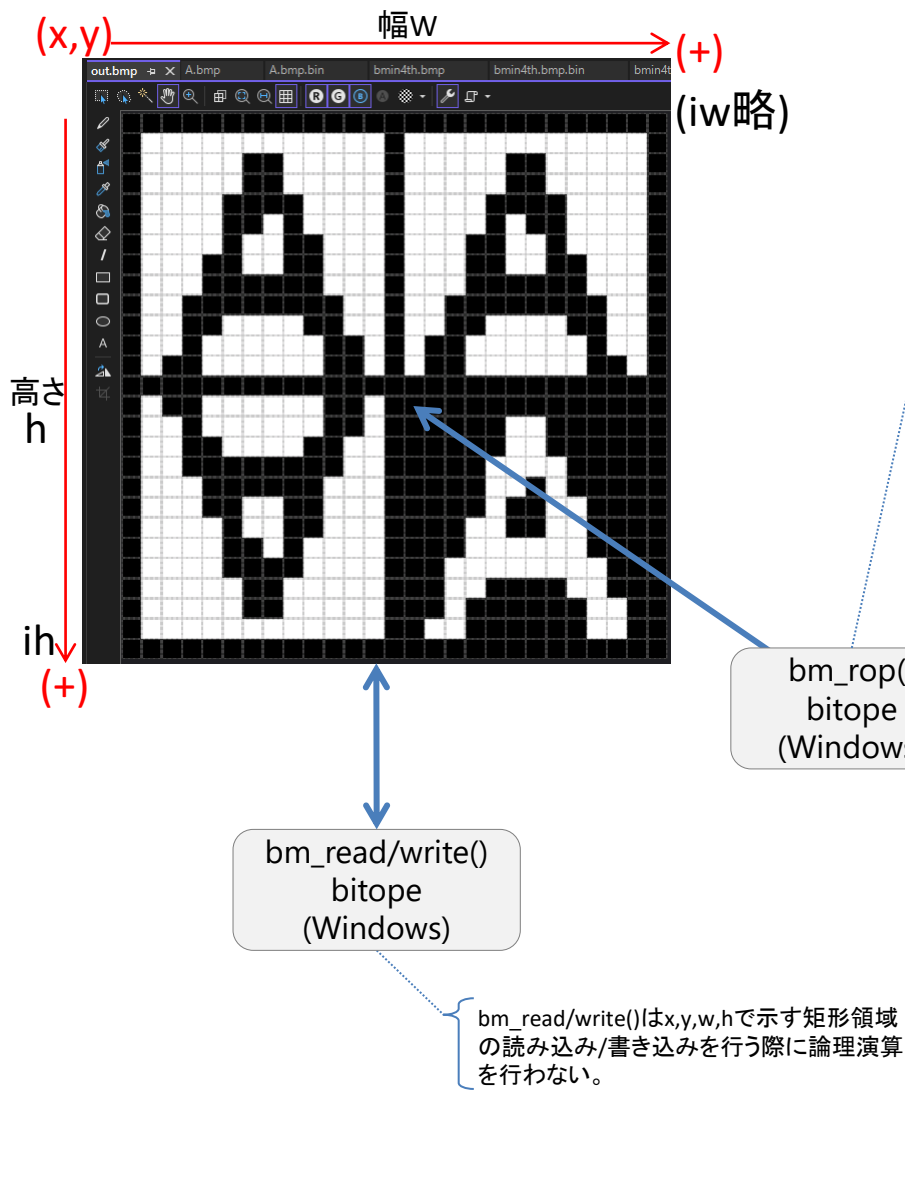 幅w
(x,y)
(+)
out.bmp
A.bmp
A.bmp.bin
bmin4th.bmp
bmin4th.bmp.bin
bmin4t
R
G
B
(iw略)
A
高さ
h
ih
(+)
bm_rop(
bitope
(Windows
bm_read/write()
bitope
(Windows)
bm_read/write()はx,y,w,hで示す矩形領域
の読み込み/書き込みを行う際に論理演算
を行わない。